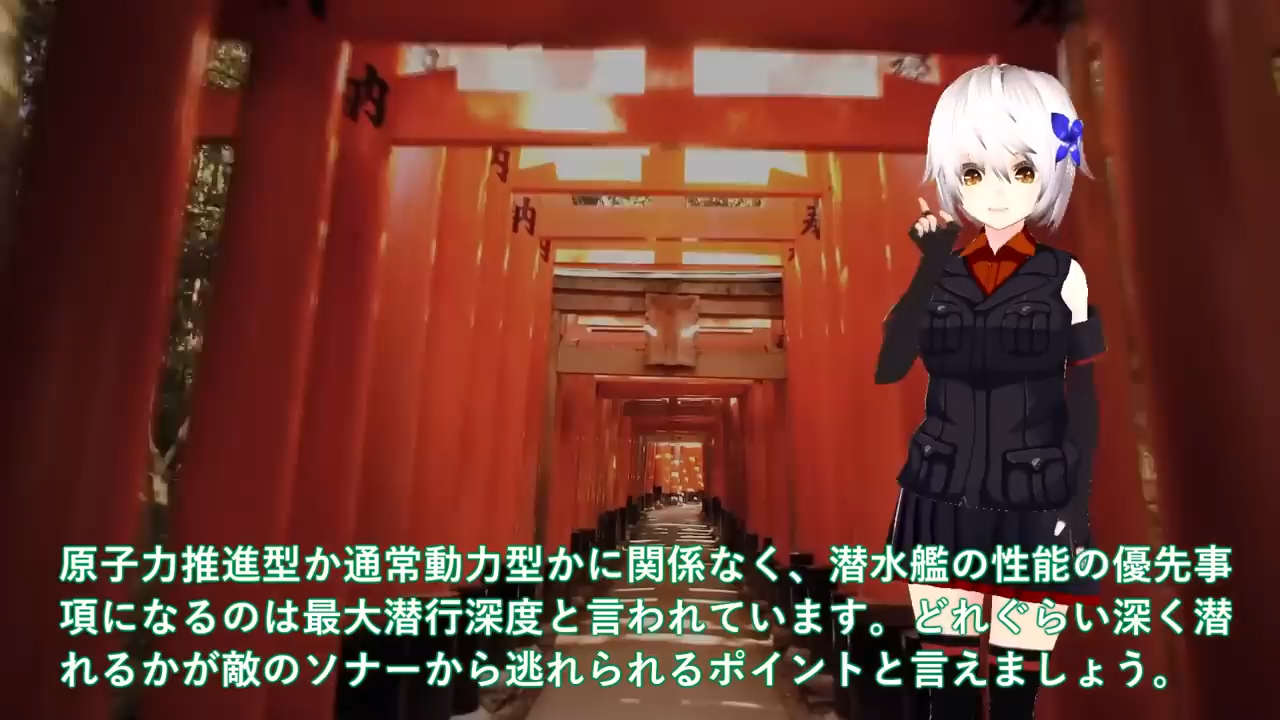 内
内
内
寿
原子力推進型か通常動力型かに関係なく、潜水艦の性能の優先事
項になるのは最大潜行深度と言われています。どれぐらい深く潜
れるかが敵のソナーから逃れられるポイントと言えましょう。